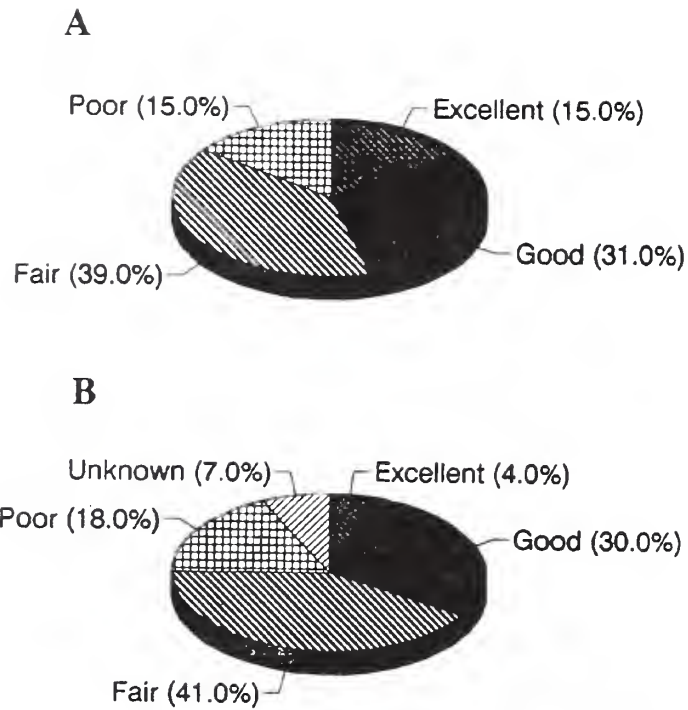 A
Poor (15.0%)
Excellent (15.0%)
Good (31.0%)
Fair (39.0%)
B
Unknown (7.0%)
Excellent (4.0%)
Poor (18.0%)
Good (30.0%)
Fair (41.0%)